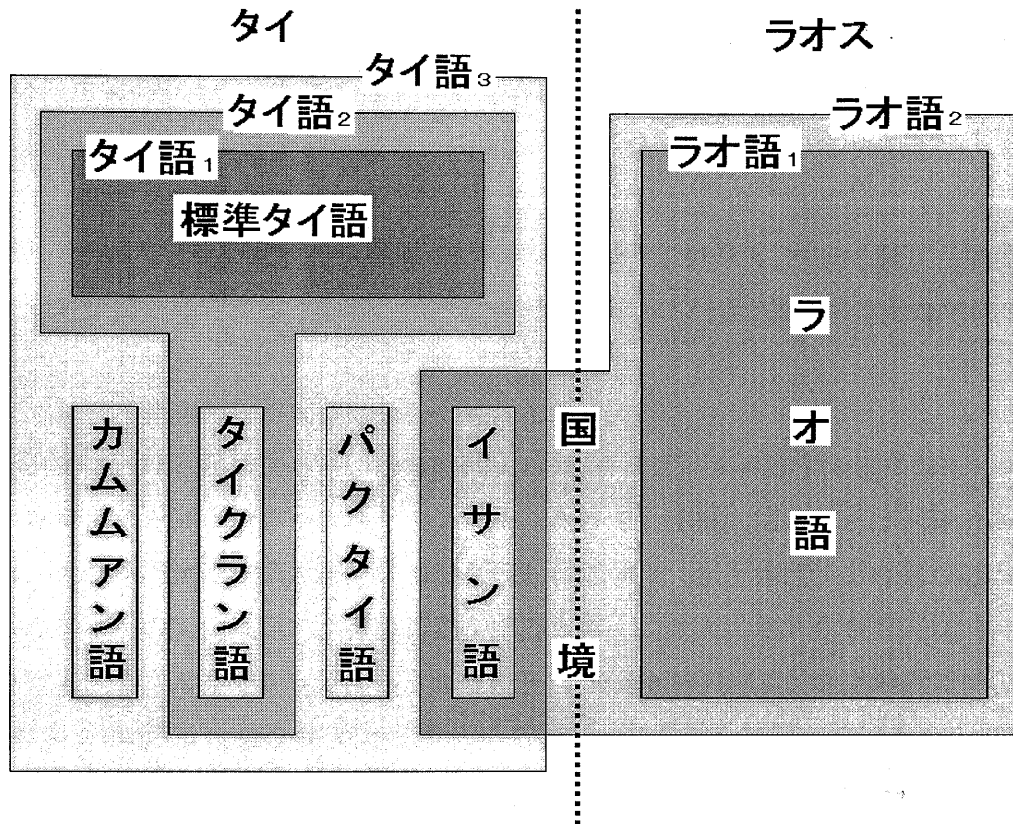 タイ
ラオス
タイ語₃
タイ語₂
ラオ語₂
タイ語₁
ラオ語₁
標準タイ語
カムムアン語
タイクラン語
パクタイ語
イサン語
国境
ラオ語